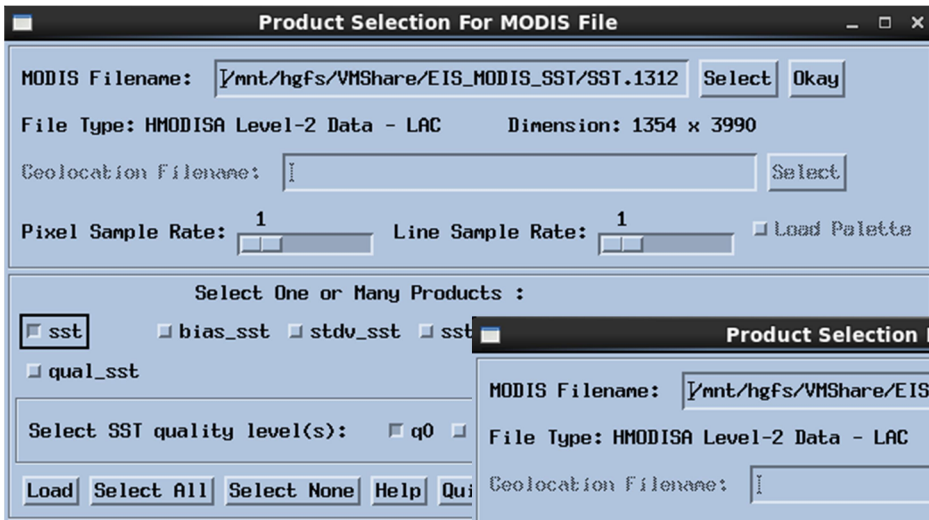 Product Selection For MODIS File
MODIS Filename: /mnt/hgfs/VMShare/EIS_MODIS_SST/SST.1312 Select Okay
File Type: HMODISA Level-2 Data - LAC Dimension: 1354 x 3990
Geolocation Filename: Select
Pixel Sample Rate: 1 Line Sample Rate: 1 Load Palette
Select One or Many Products :
sst bias_sst stdv_sst sst
qual_sst
Select SST quality level(s): q0
Load Select All Select None Help Qui
Product Selection
MODIS Filename: /mnt/hgfs/VMShare/EIS
File Type: HMODISA Level-2 Data - LAC
Geolocation Filename: